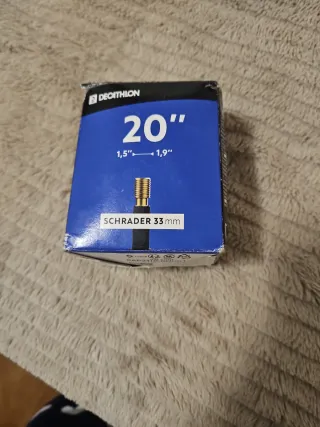 DECATHLON
20"
1,5" 1,9"
SCHRADER 33mm